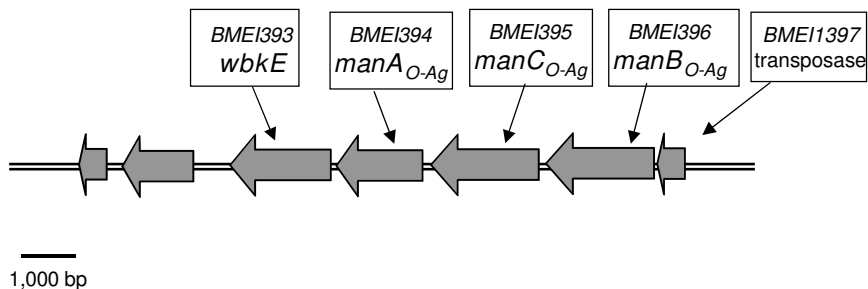 BMEI393
wbkE
BMEI394
manA O-Ag
BMEI395
manC O-Ag
BMEI396
manB O-Ag
BMEI1397
transposase
1,000 bp